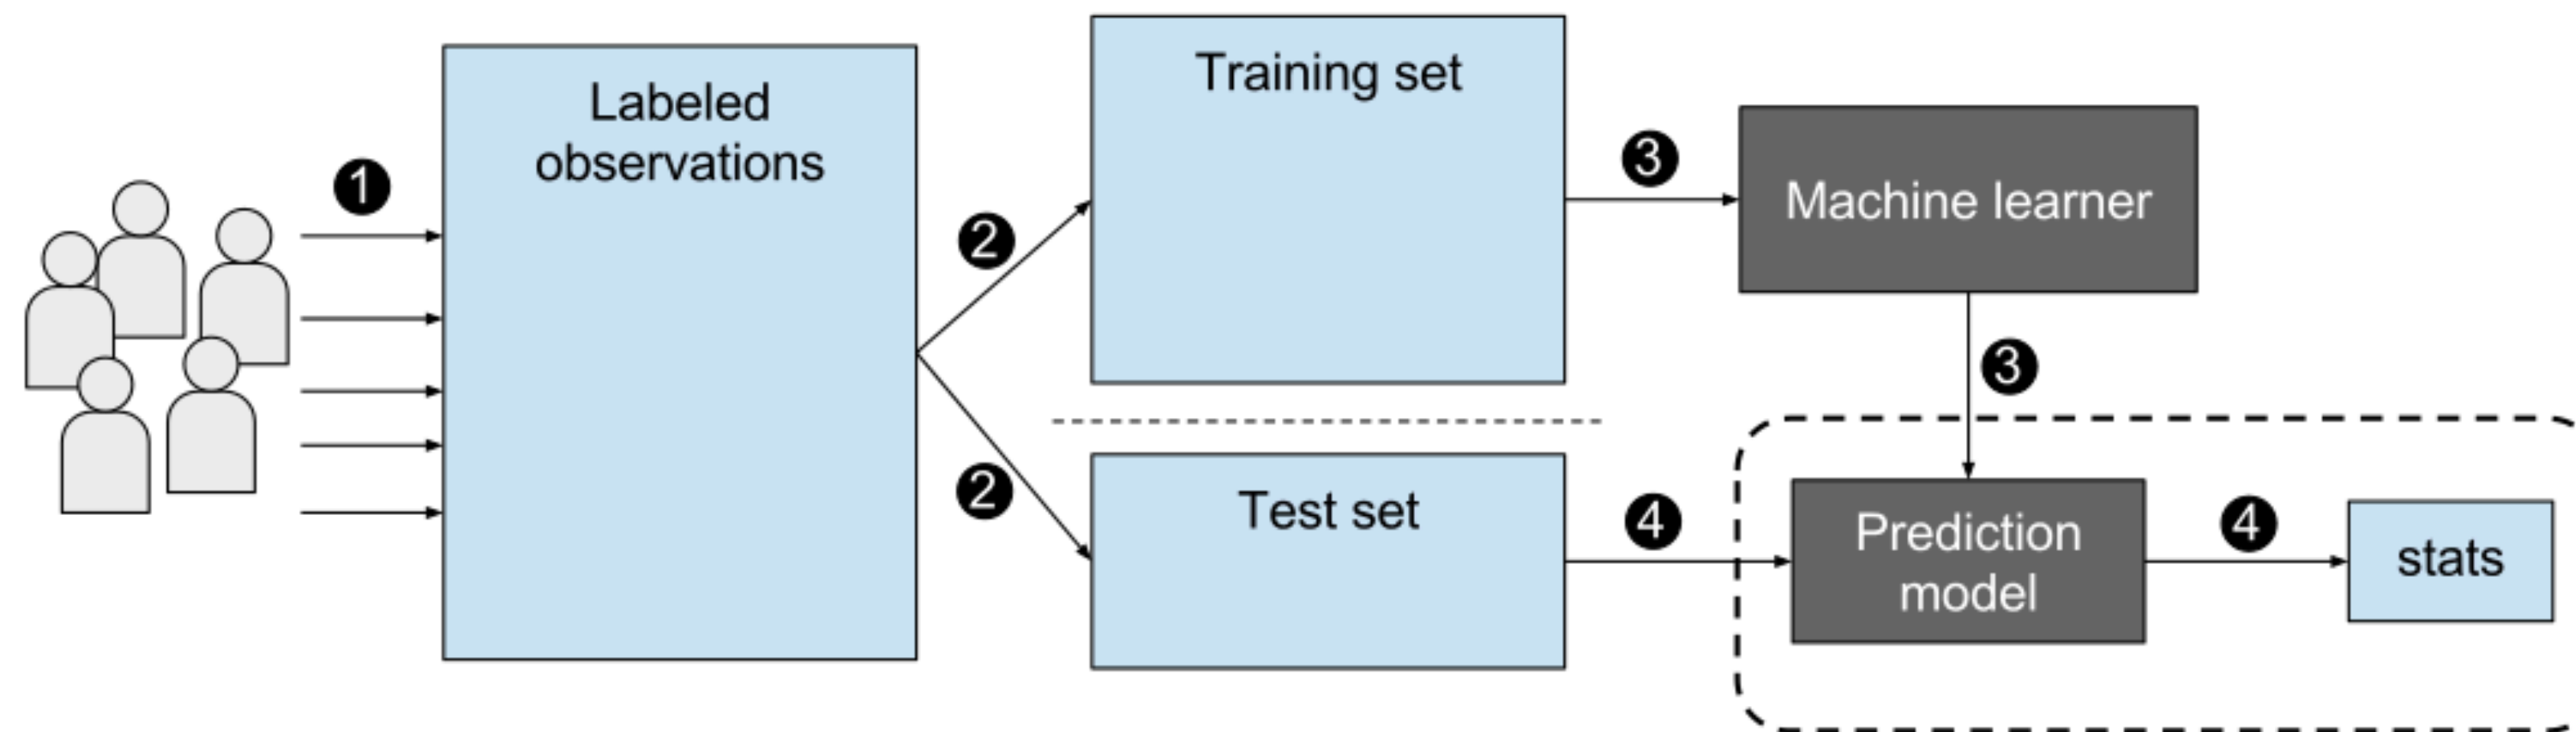 1
Labeled
observations
2
2
Training set
Test set
3
Machine learner
3
4
Prediction
model
4
stats